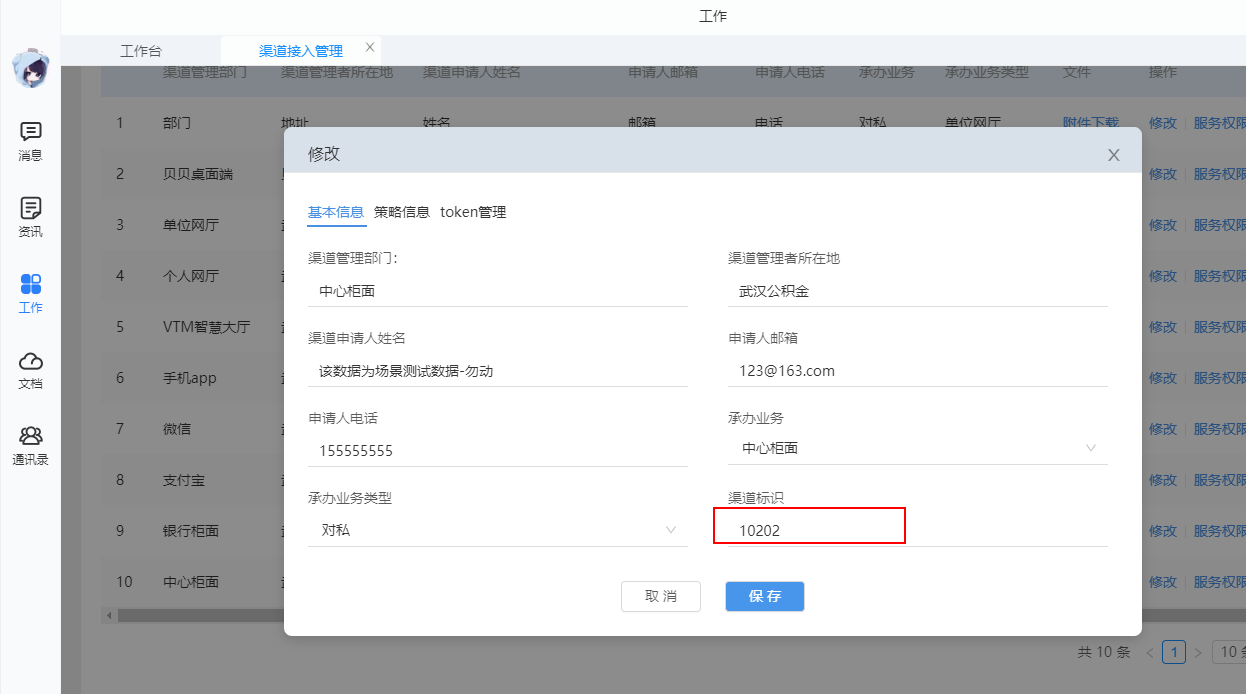 工作
工作台
渠道接入管理
渠道管理部门 渠道管理者所在地 渠道申请人姓名 申请人邮箱 申请人电话 承办业务 承办业务类型 文件 操作
1 部门 地址 姓名 邮箱 电话 对私 单位网厅 附件下载 修改 服务权限
2 贝贝桌面端 修改 服务权限
3 单位网厅 修改 服务权限
4 个人网厅 修改 服务权限
5 VTM智慧大厅 修改 服务权限
6 手机app 修改 服务权限
7 微信 修改 服务权限
8 支付宝 修改 服务权限
9 银行柜面 修改 服务权限
10 中心柜面 修改 服务权限
消息
资讯
工作
文档
通讯录
修改
基本信息 策略信息 token管理
渠道管理部门:
中心柜面
渠道管理者所在地
武汉公积金
渠道申请人姓名
该数据为场景测试数据-勿动
申请人邮箱
123@163.com
申请人电话
155555555
承办业务
中心柜面
承办业务类型
对私
渠道标识
10202
取 消
保 存
共 10 条 < 1 > 10